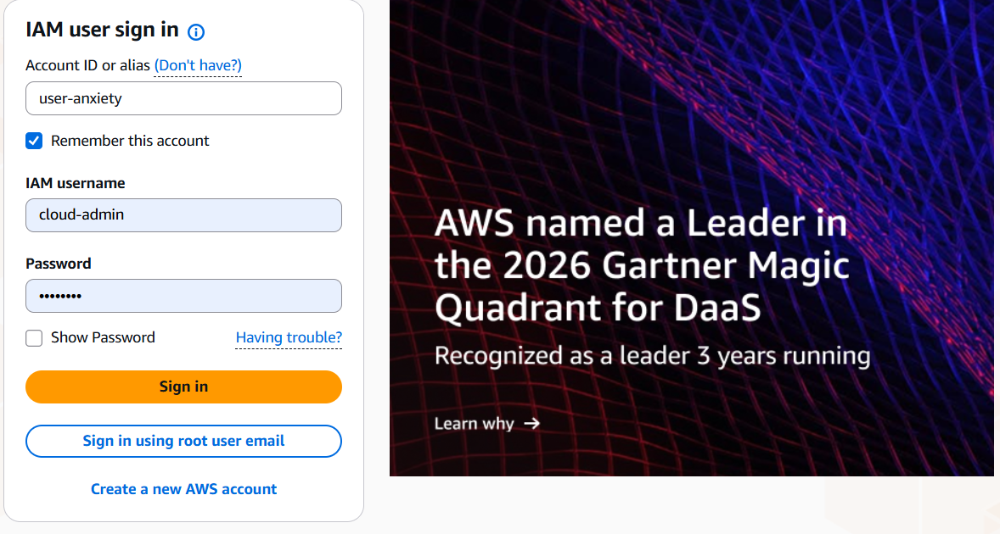 IAM user sign in
Account ID or alias (Don't have?)
user-anxiety
Remember this account
IAM username
cloud-admin
Password
••••••••
Show Password
Having trouble?
Sign in
Sign in using root user email
Create a new AWS account
AWS named a Leader in
the 2026 Gartner Magic
Quadrant for DaaS
Recognized as a leader 3 years running
Learn why →